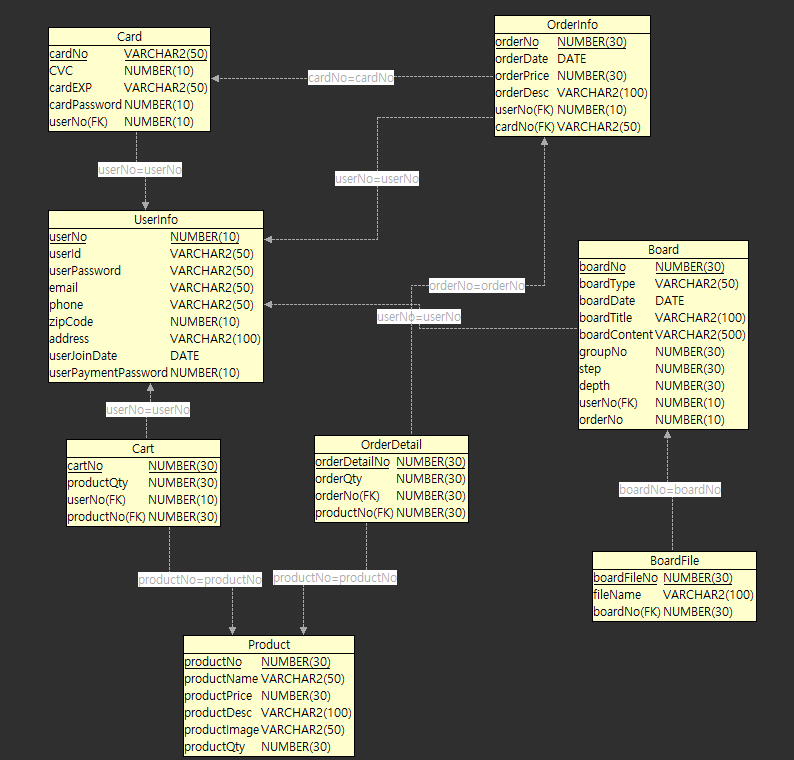 Card
cardNo VARCHAR2(50)
CVC NUMBER(10)
cardEXP VARCHAR2(50)
cardPassword NUMBER(10)
userNo(FK) NUMBER(10)
OrderInfo
orderNo NUMBER(30)
orderDate DATE
orderPrice NUMBER(30)
orderDesc VARCHAR2(100)
userNo(FK) NUMBER(10)
cardNo(FK) VARCHAR2(50)
cardNo=cardNo
userNo=userNo
userNo=userNo
UserInfo
userNo NUMBER(10)
userId VARCHAR2(50)
userPassword VARCHAR2(50)
email VARCHAR2(50)
phone VARCHAR2(50)
zipCode NUMBER(10)
address VARCHAR2(100)
userJoinDate DATE
userPaymentPassword NUMBER(10)
orderNo=orderNo
userNo=userNo
Board
boardNo NUMBER(30)
boardType VARCHAR2(50)
boardDate DATE
boardTitle VARCHAR2(100)
boardContent VARCHAR2(500)
groupNo NUMBER(30)
step NUMBER(30)
depth NUMBER(30)
userNo(FK) NUMBER(10)
orderNo NUMBER(10)
userNo=userNo
Cart
cartNo NUMBER(30)
productQty NUMBER(30)
userNo(FK) NUMBER(10)
productNo(FK) NUMBER(30)
OrderDetail
orderDetailNo NUMBER(30)
orderQty NUMBER(30)
orderNo(FK) NUMBER(30)
productNo(FK) NUMBER(30)
boardNo=boardNo
BoardFile
boardFileNo NUMBER(30)
fileName VARCHAR2(100)
boardNo(FK) NUMBER(30)
productNo=productNo
productNo=productNo
Product
productNo NUMBER(30)
productName VARCHAR2(50)
productPrice NUMBER(30)
productDesc VARCHAR2(100)
productImage VARCHAR2(50)
productQty NUMBER(30)